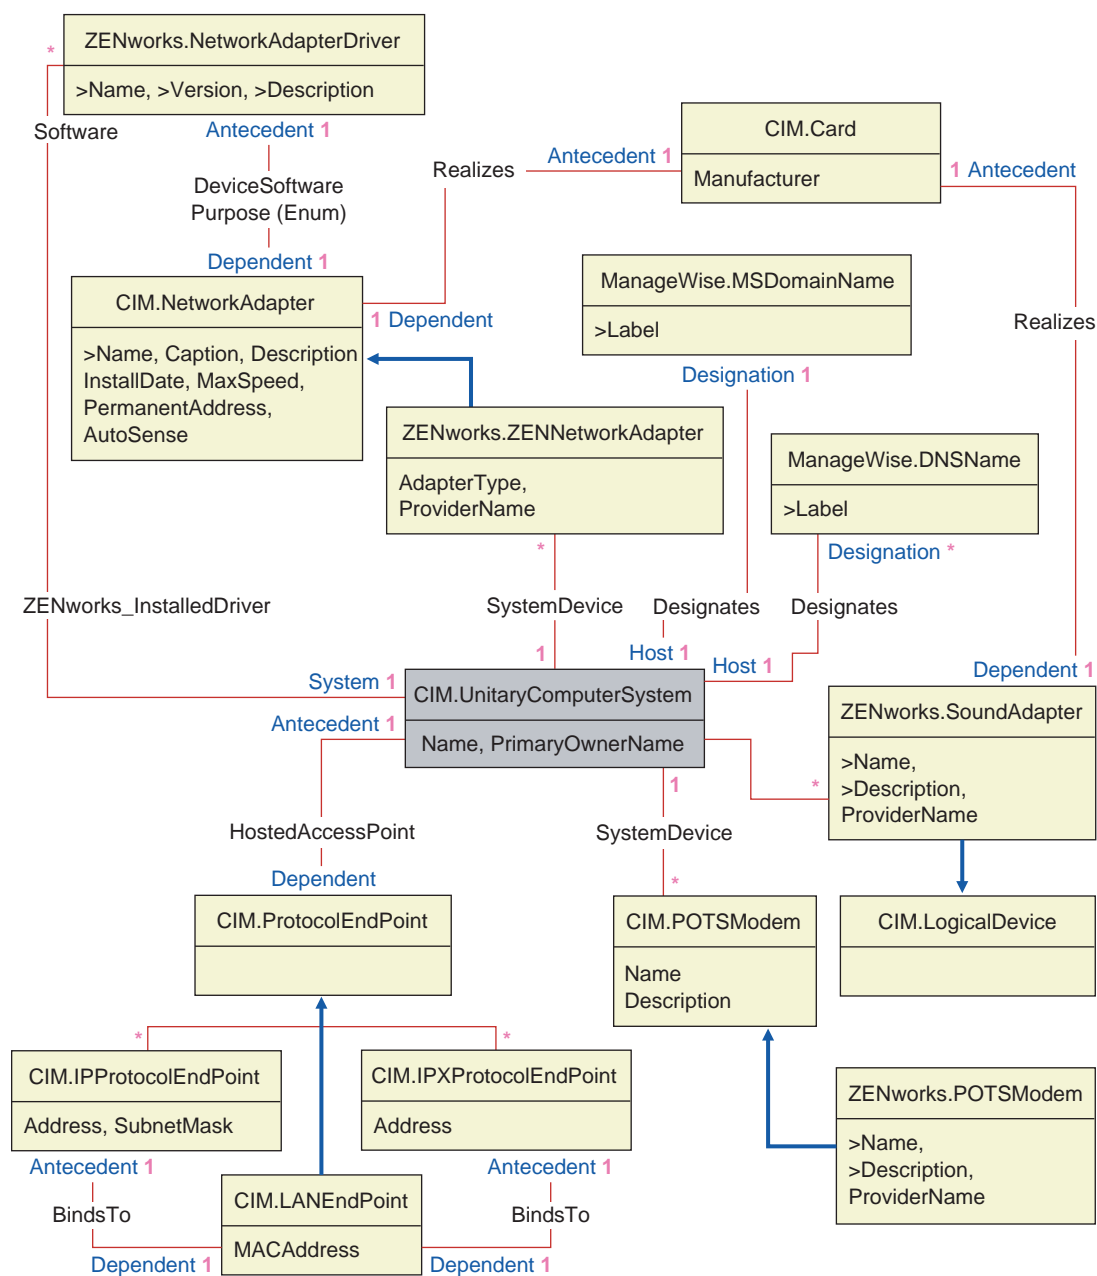 ZENworks.NetworkAdapterDriver
>Name, >Version, >Description
*
Software
Antecedent 1
DeviceSoftware
Purpose (Enum)
Dependent 1
CIM.Card
Manufacturer
Antecedent 1
1 Antecedent
Realizes
CIM.NetworkAdapter
>Name, Caption, Description
InstallDate, MaxSpeed,
PermanentAddress,
AutoSense
1 Dependent
ManageWise.MSDomainName
>Label
Designation 1
Realizes
ZENworks.ZENNetworkAdapter
AdapterType,
ProviderName
*
ManageWise.DNSName
>Label
Designation *
ZENworks_InstalledDriver
SystemDevice
Designates
Designates
1
Host 1
Host 1
Dependent 1
System 1
Antecedent 1
CIM.UnitaryComputerSystem
Name, PrimaryOwnerName
ZENworks.SoundAdapter
>Name,
>Description,
ProviderName
*
1
HostedAccessPoint
SystemDevice
Dependent
*
CIM.ProtocolEndPoint
CIM.POTSModem
Name
Description
CIM.LogicalDevice
*
*
CIM.IPProtocolEndPoint
Address, SubnetMask
CIM.IPXProtocolEndPoint
Address
ZENworks.POTSModem
>Name,
>Description,
ProviderName
Antecedent 1
Antecedent 1
BindsTo
BindsTo
CIM.LANEndPoint
MACAddress
Dependent 1
Dependent 1